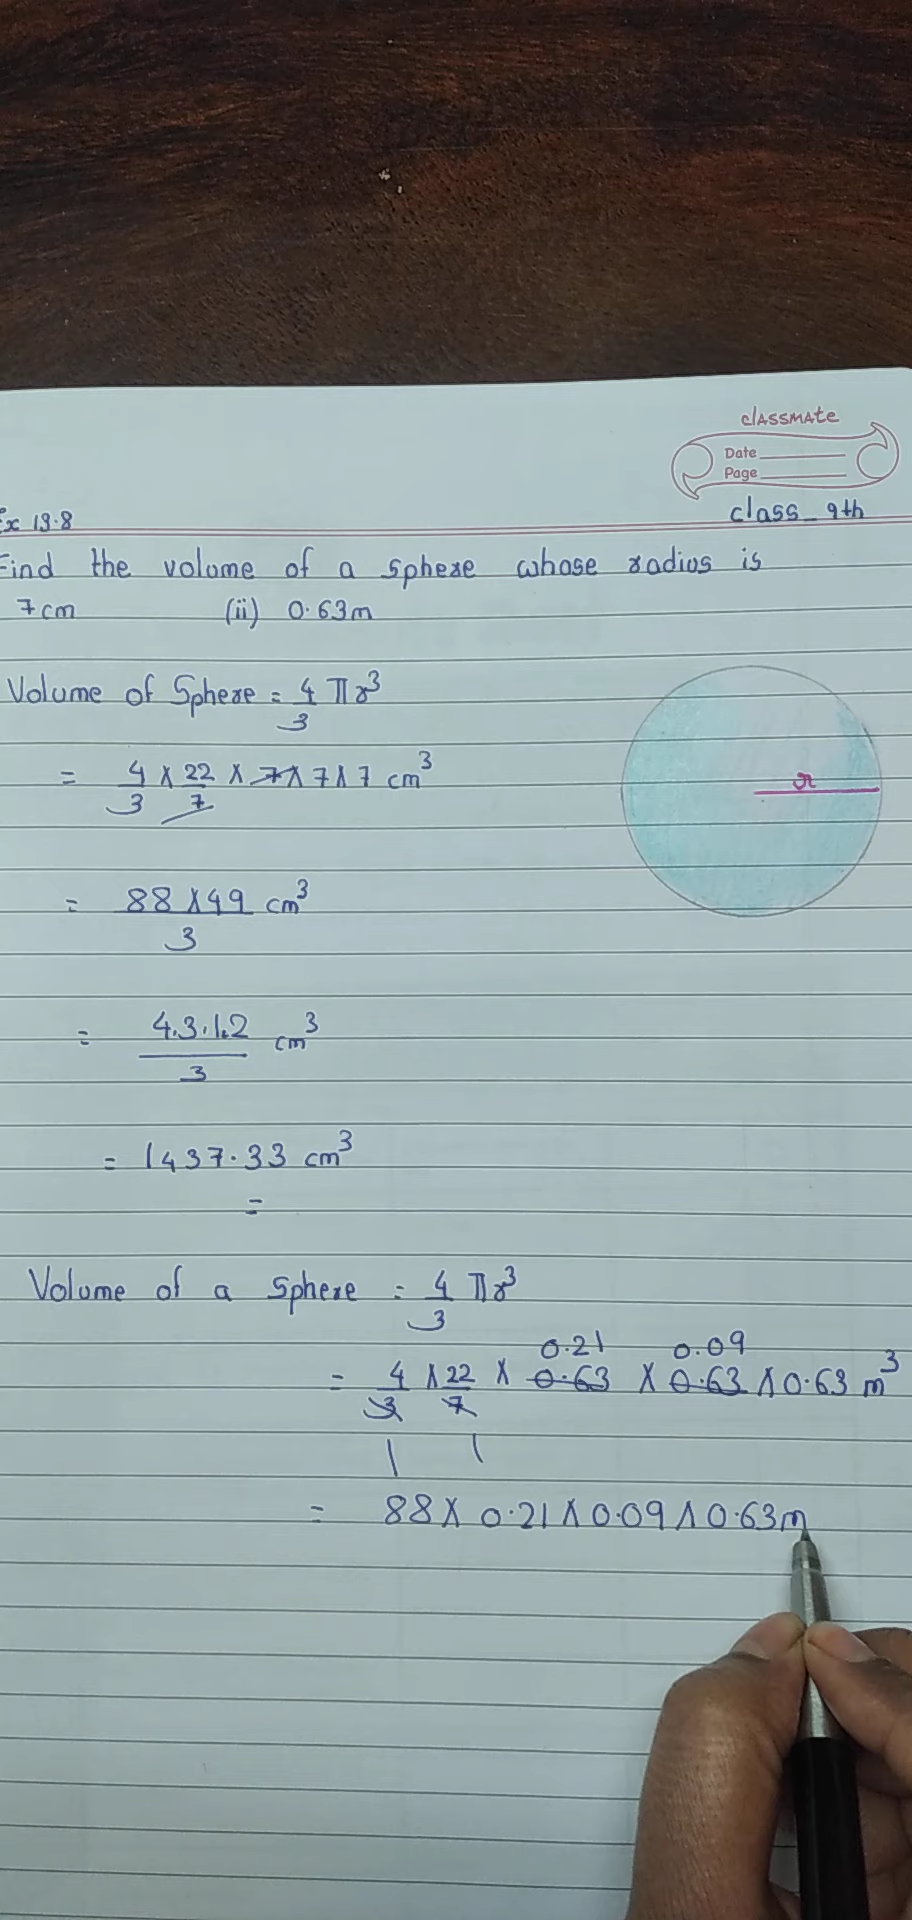 classmate
Date
Page
Ex 13.8
class_9th
Find the volume of a sphere whose radius is
7cm (ii) 0.63m
Volume of Sphere = 4/3 πr³
= 4/3 × 22/7 × 7×7×7 cm³
= 88×49/3 cm³
= 4312/3 cm³
= 1437.33 cm³
=
r
Volume of a sphere = 4/3 πr³
0.21 0.09
= 4/3 × 22/7 × 0.63 × 0.63 × 0.63 m³
1 1
= 88 × 0.21 × 0.09 × 0.63m